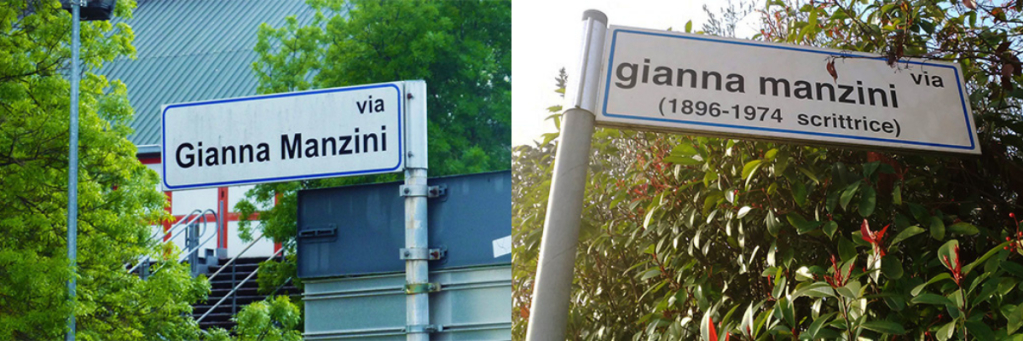 via
Gianna Manzini
via
gianna manzini
(1896-1974 scrittrice)